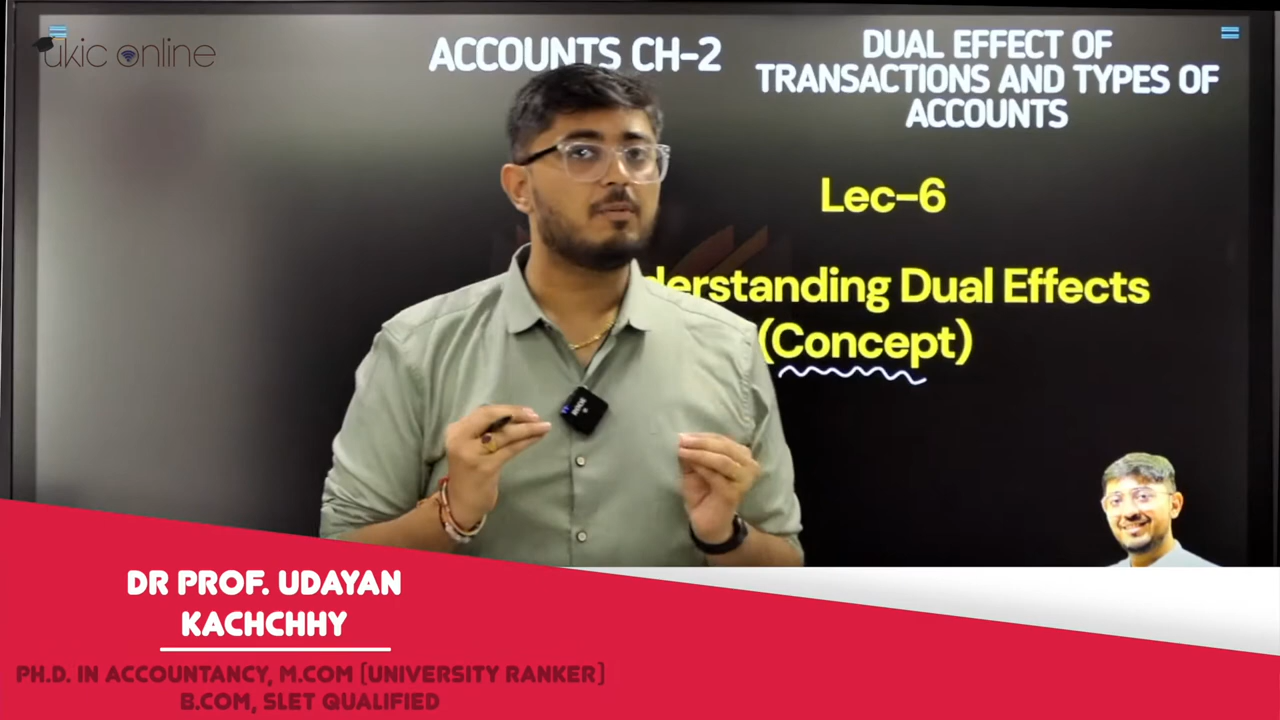 ukic online
ACCOUNTS CH-2
DUAL EFFECT OF
TRANSACTIONS AND TYPES OF
ACCOUNTS
Lec-6
derstanding Dual Effects
(Concept)
DR PROF. UDAYAN
KACHCHHY
PH.D. IN ACCOUNTANCY, M.COM (UNIVERSITY RANKER)
B.COM, SLET QUALIFIED